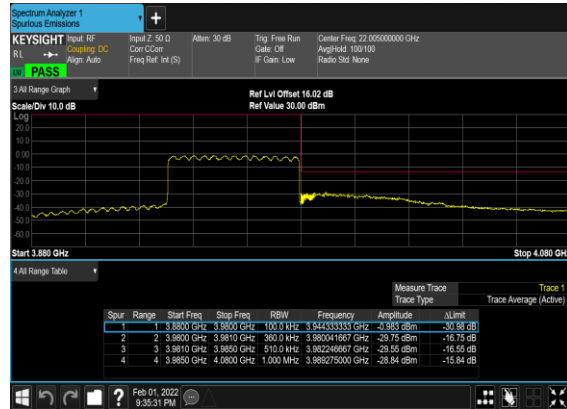 Spectrum Analyzer 1
Spurious Emissions
KEYSIGHT Input: RF Input Z: 50 Ω Atten: 30 dB Trig: Free Run Center Freq: 22.005000000 GHz
RL Coupling: DC Corr CCorr Gate: Off Avg|Hold: 100/100
Align: Auto Freq Ref: Int (S) IF Gain: Low Radio Std: None
PASS
3 All Range Graph
Ref Lvl Offset 16.02 dB
Scale/Div 10.0 dB Ref Value 30.00 dBm
Log
20.0
10.0
0.00
-10.0
-20.0
-30.0
-40.0
-50.0
-60.0
Start 3.880 GHz Stop 4.080 GH
4 All Range Table
Measure Trace Trace 1
Trace Type Trace Average (Active)
Spur Range Start Freq Stop Freq RBW Frequency Amplitude ΔLimit
1 1 3.8800 GHz 3.9800 GHz 100.0 kHz 3.944333333 GHz -0.983 dBm -30.98 dB
2 2 3.9800 GHz 3.9810 GHz 360.0 kHz 3.980041667 GHz -29.75 dBm -16.75 dB
3 3 3.9810 GHz 3.9850 GHz 510.0 kHz 3.982246667 GHz -29.55 dBm -16.55 dB
4 4 3.9850 GHz 4.0800 GHz 1.000 MHz 3.989275000 GHz -28.84 dBm -15.84 dB
Feb 01, 2022
9:35:31 PM